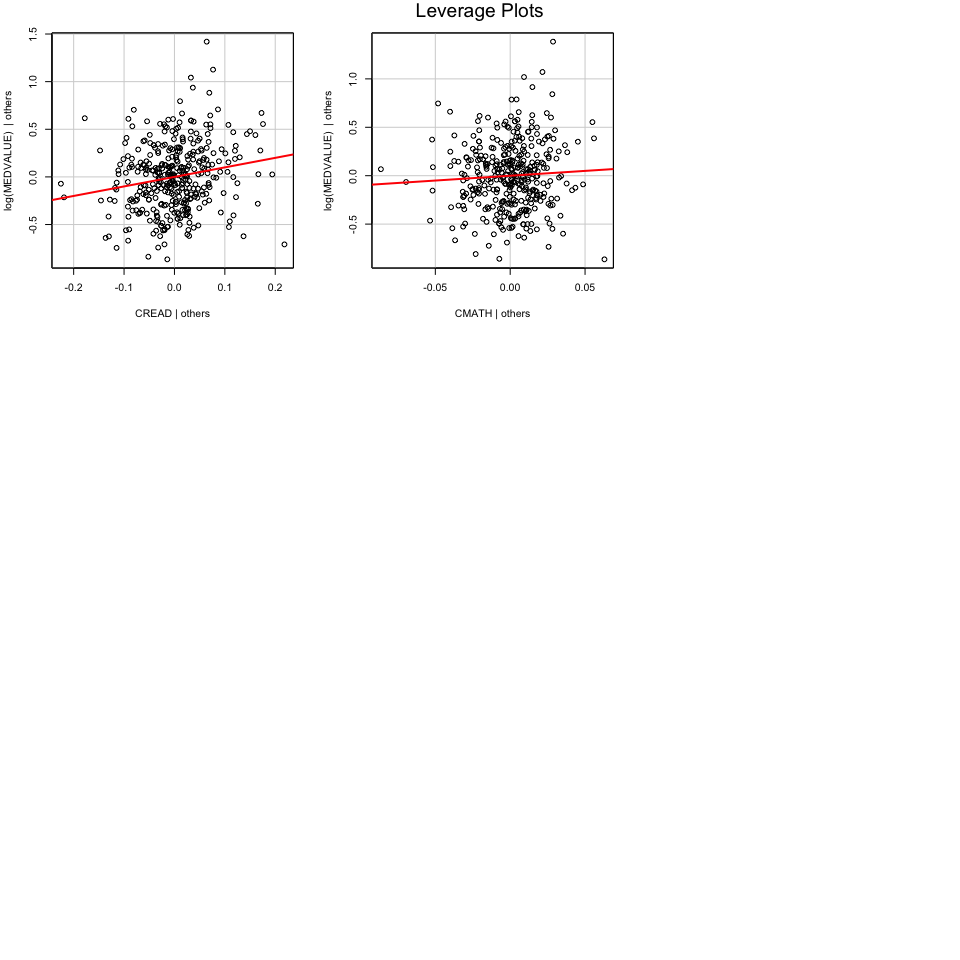 Leverage Plots
1.5
1.0
0.5
0.0
-0.5
log(MEDVALUE) | others
-0.2 -0.1 0.0 0.1 0.2
CREAD | others
1.0
0.5
0.0
-0.5
log(MEDVALUE) | others
-0.05 0.00 0.05
CMATH | others